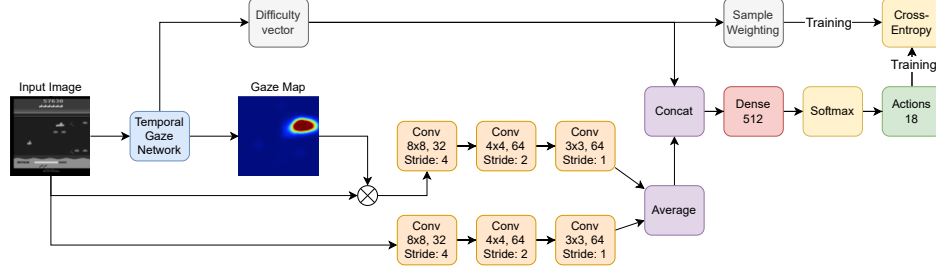 Difficulty
vector
Sample
Weighting
Training
Cross-
Entropy
Training
Input Image
57630
Temporal
Gaze
Network
Gaze Map
Conv
8x8, 32
Stride: 4
Conv
4x4, 64
Stride: 2
Conv
3x3, 64
Stride: 1
Concat
Dense
512
Softmax
Actions
18
Average
Conv
8x8, 32
Stride: 4
Conv
4x4, 64
Stride: 2
Conv
3x3, 64
Stride: 1